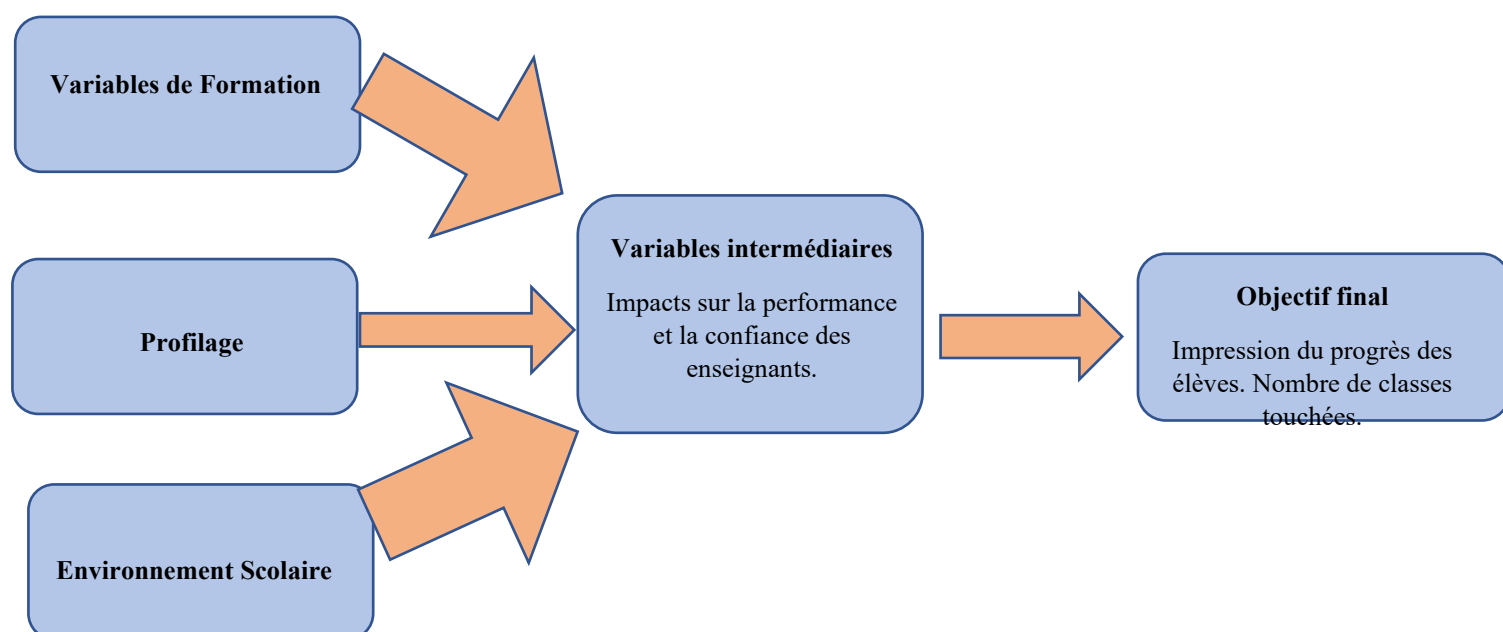 Variables de Formation
Profilage
Environnement Scolaire
Variables intermédiaires
Impacts sur la performance
et la confiance des
enseignants.
Objectif final
Impression du progrès des
élèves. Nombre de classes
touchées.